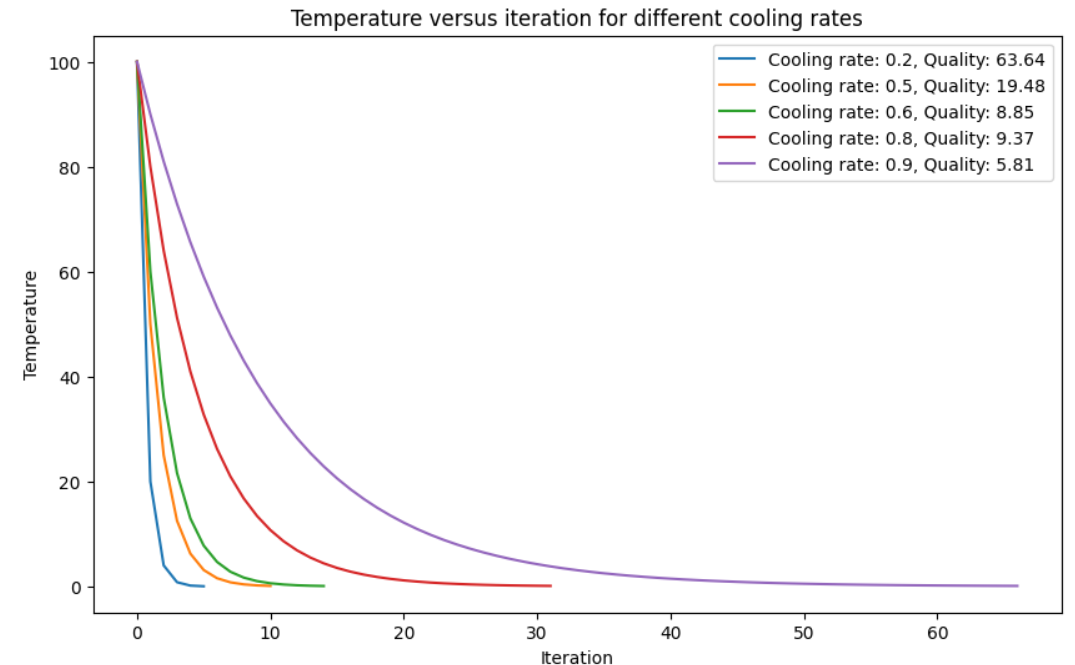 Temperature versus iteration for different cooling rates
Cooling rate: 0.2, Quality: 63.64
Cooling rate: 0.5, Quality: 19.48
Cooling rate: 0.6, Quality: 8.85
Cooling rate: 0.8, Quality: 9.37
Cooling rate: 0.9, Quality: 5.81
Temperature
100
80
60
40
20
0
0 10 20 30 40 50 60
Iteration